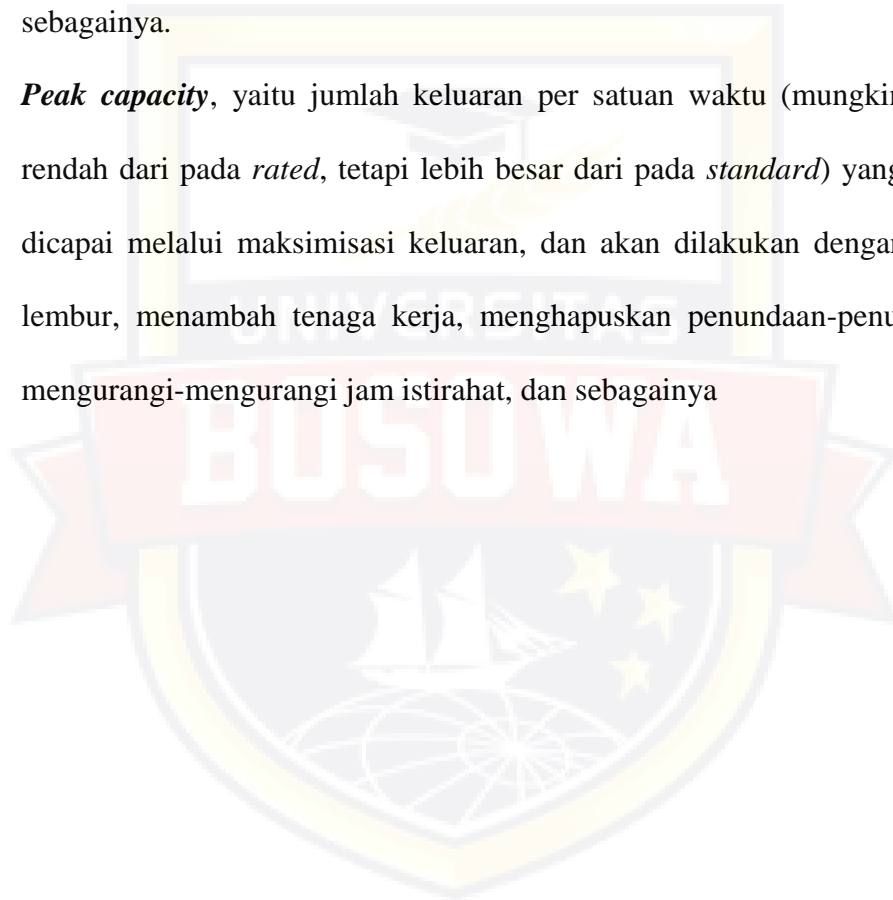 sebagainya.
Peak capacity, yaitu jumlah keluaran per satuan waktu (mungkin
rendah dari pada rated, tetapi lebih besar dari pada standard) yang
dicapai melalui maksimisasi keluaran, dan akan dilakukan dengan
lembur, menambah tenaga kerja, menghapuskan penundaan-penu
UNIVERSITAS
mengurangi-mengurangi jam istirahat, dan sebagainya
BOSOWA